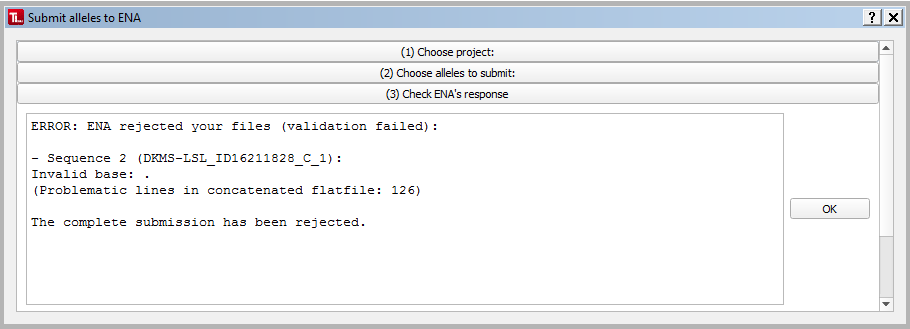 Ti... Submit alleles to ENA
(1) Choose project:
(2) Choose alleles to submit:
(3) Check ENA's response
ERROR: ENA rejected your files (validation failed):
- Sequence 2 (DKMS-LSL_ID16211828_C_1):
Invalid base: .
(Problematic lines in concatenated flatfile: 126)
The complete submission has been rejected.
OK